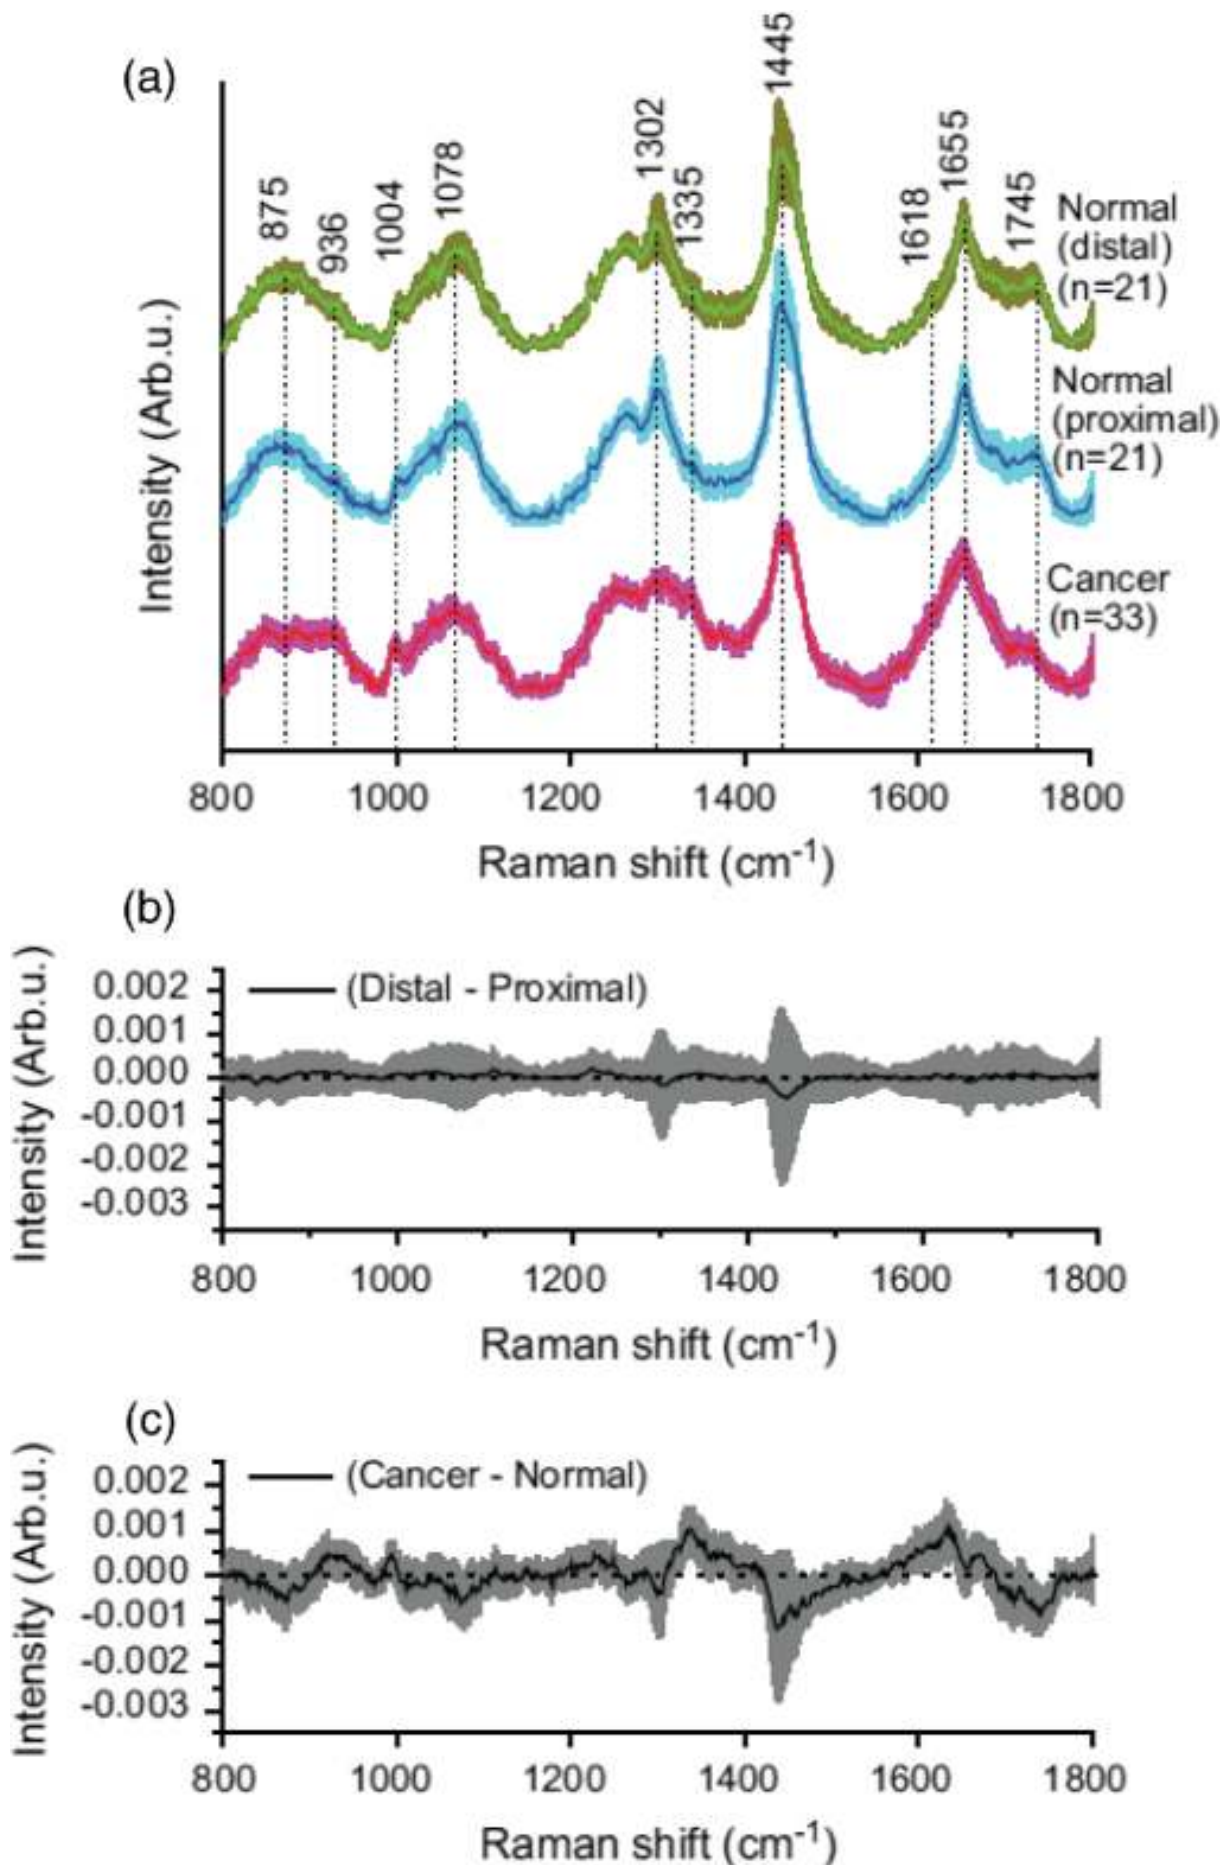 (a)
875
936
1004
1078
1302
1335
1445
1618
1655
1745
Normal
(distal)
(n=21)
Normal
(proximal)
(n=21)
Cancer
(n=33)
Intensity (Arb.u.)
800 1000 1200 1400 1600 1800
Raman shift (cm-1)
(b)
(Distal - Proximal)
0.002
0.001
0.000
-0.001
-0.002
-0.003
Intensity (Arb.u.)
800 1000 1200 1400 1600 1800
Raman shift (cm-1)
(c)
(Cancer - Normal)
0.002
0.001
0.000
-0.001
-0.002
-0.003
Intensity (Arb.u.)
800 1000 1200 1400 1600 1800
Raman shift (cm-1)